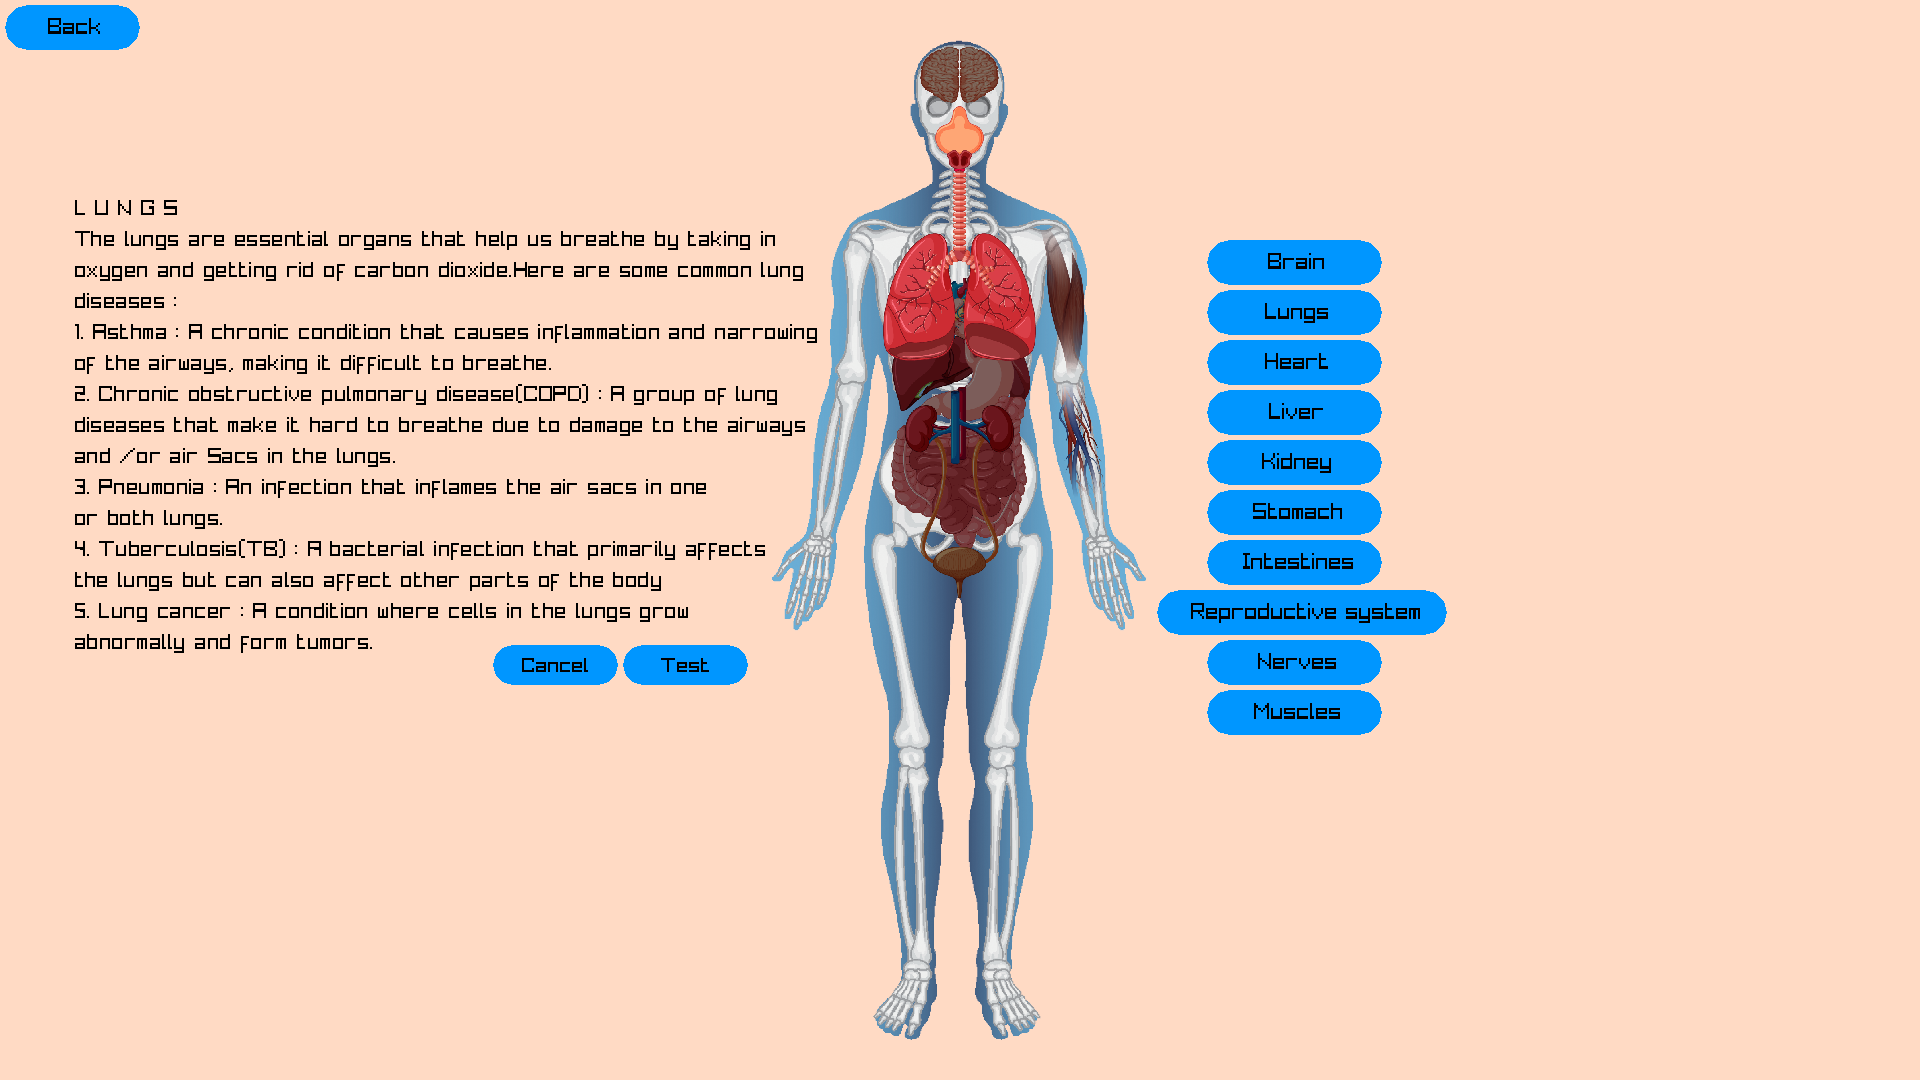 Back
L U N G S
The lungs are essential organs that help us breathe by taking in
oxygen and getting rid of carbon dioxide.Here are some common lung
diseases :
1. Asthma : A chronic condition that causes inflammation and narrowing
of the airways, making it difficult to breathe.
2. Chronic obstructive pulmonary disease(COPD) : A group of lung
diseases that make it hard to breathe due to damage to the airways
and /or air Sacs in the lungs.
3. Pneumonia : An infection that inflames the air sacs in one
or both lungs.
4. Tuberculosis(TB) : A bacterial infection that primarily affects
the lungs but can also affect other parts of the body
5. Lung cancer : A condition where cells in the lungs grow
abnormally and form tumors.
Cancel
Test
Brain
Lungs
Heart
Liver
Kidney
Stomach
Intestines
Reproductive system
Nerves
Muscles